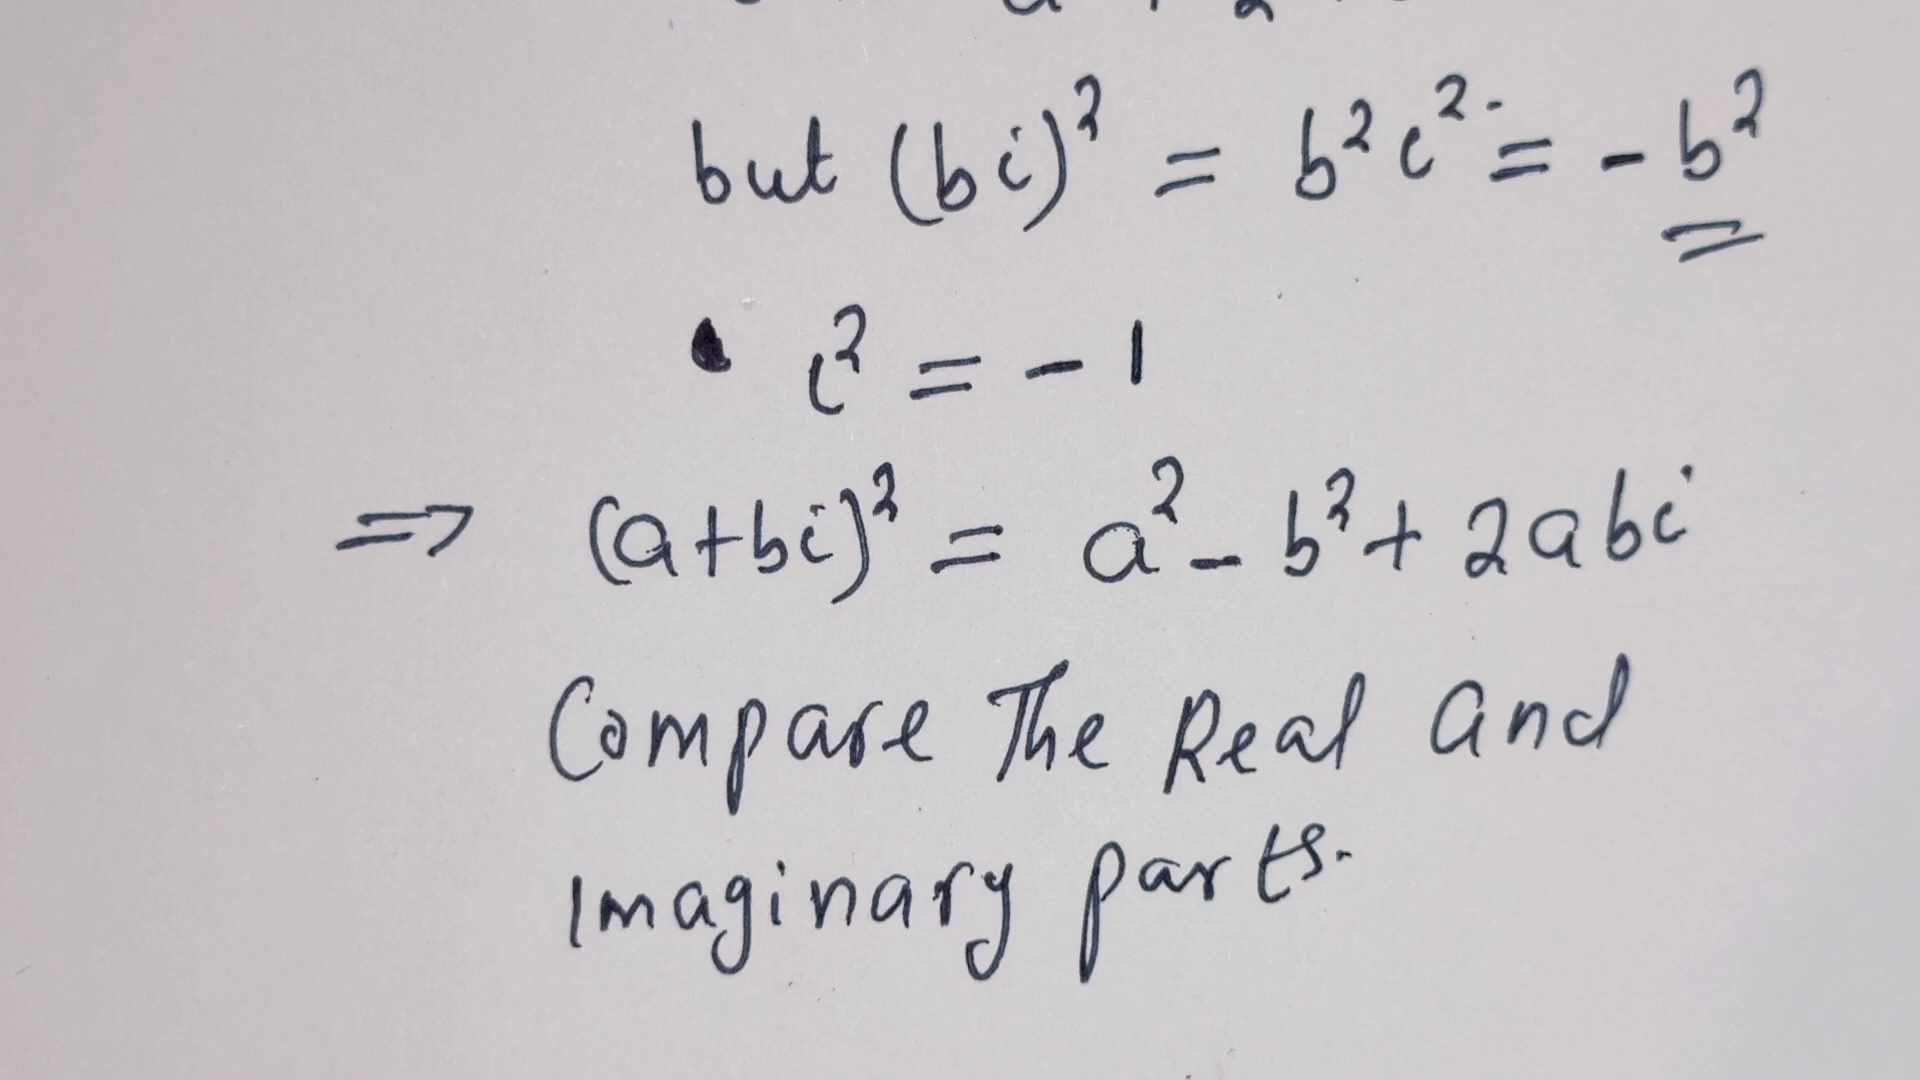 but (bi)² = b²i² = -b²
i² = -1
=> (a+bi)² = a² - b² + 2abi
Compare The Real and
imaginary parts.